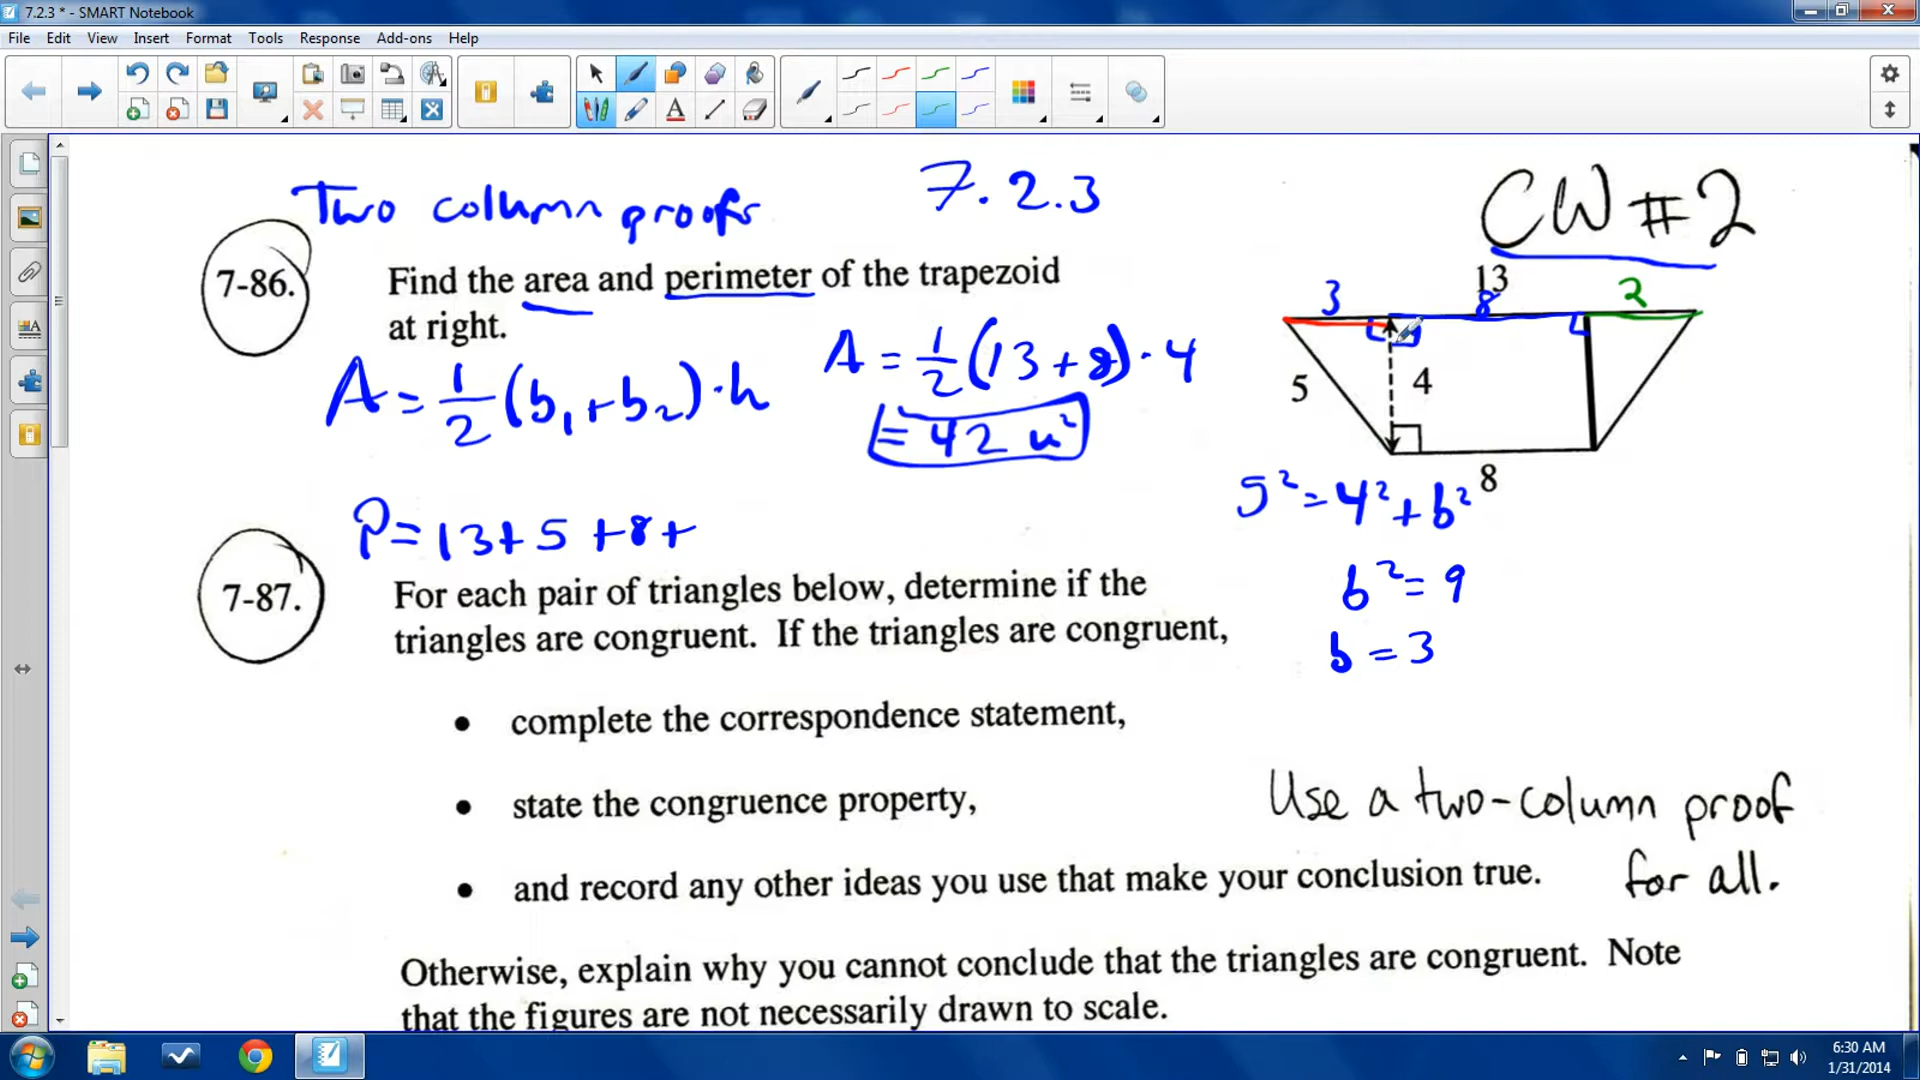 7.2.3 * - SMART Notebook
File Edit View Insert Format Tools Response Add-ons Help
Two column proofs
7.2.3
CW #2
7-86. Find the area and perimeter of the trapezoid
at right.
A = 1/2 (b₁ + b₂) · h
A = 1/2 (13 + 8) · 4
= 42 u²
13
3 8 2
5 4
8
5² = 4² + b²
b² = 9
b = 3
P = 13 + 5 + 8 +
7-87. For each pair of triangles below, determine if the
triangles are congruent. If the triangles are congruent,
• complete the correspondence statement,
• state the congruence property,
• and record any other ideas you use that make your conclusion true.
Use a two-column proof
for all.
Otherwise, explain why you cannot conclude that the triangles are congruent. Note
that the figures are not necessarily drawn to scale.
6:30 AM
1/31/2014